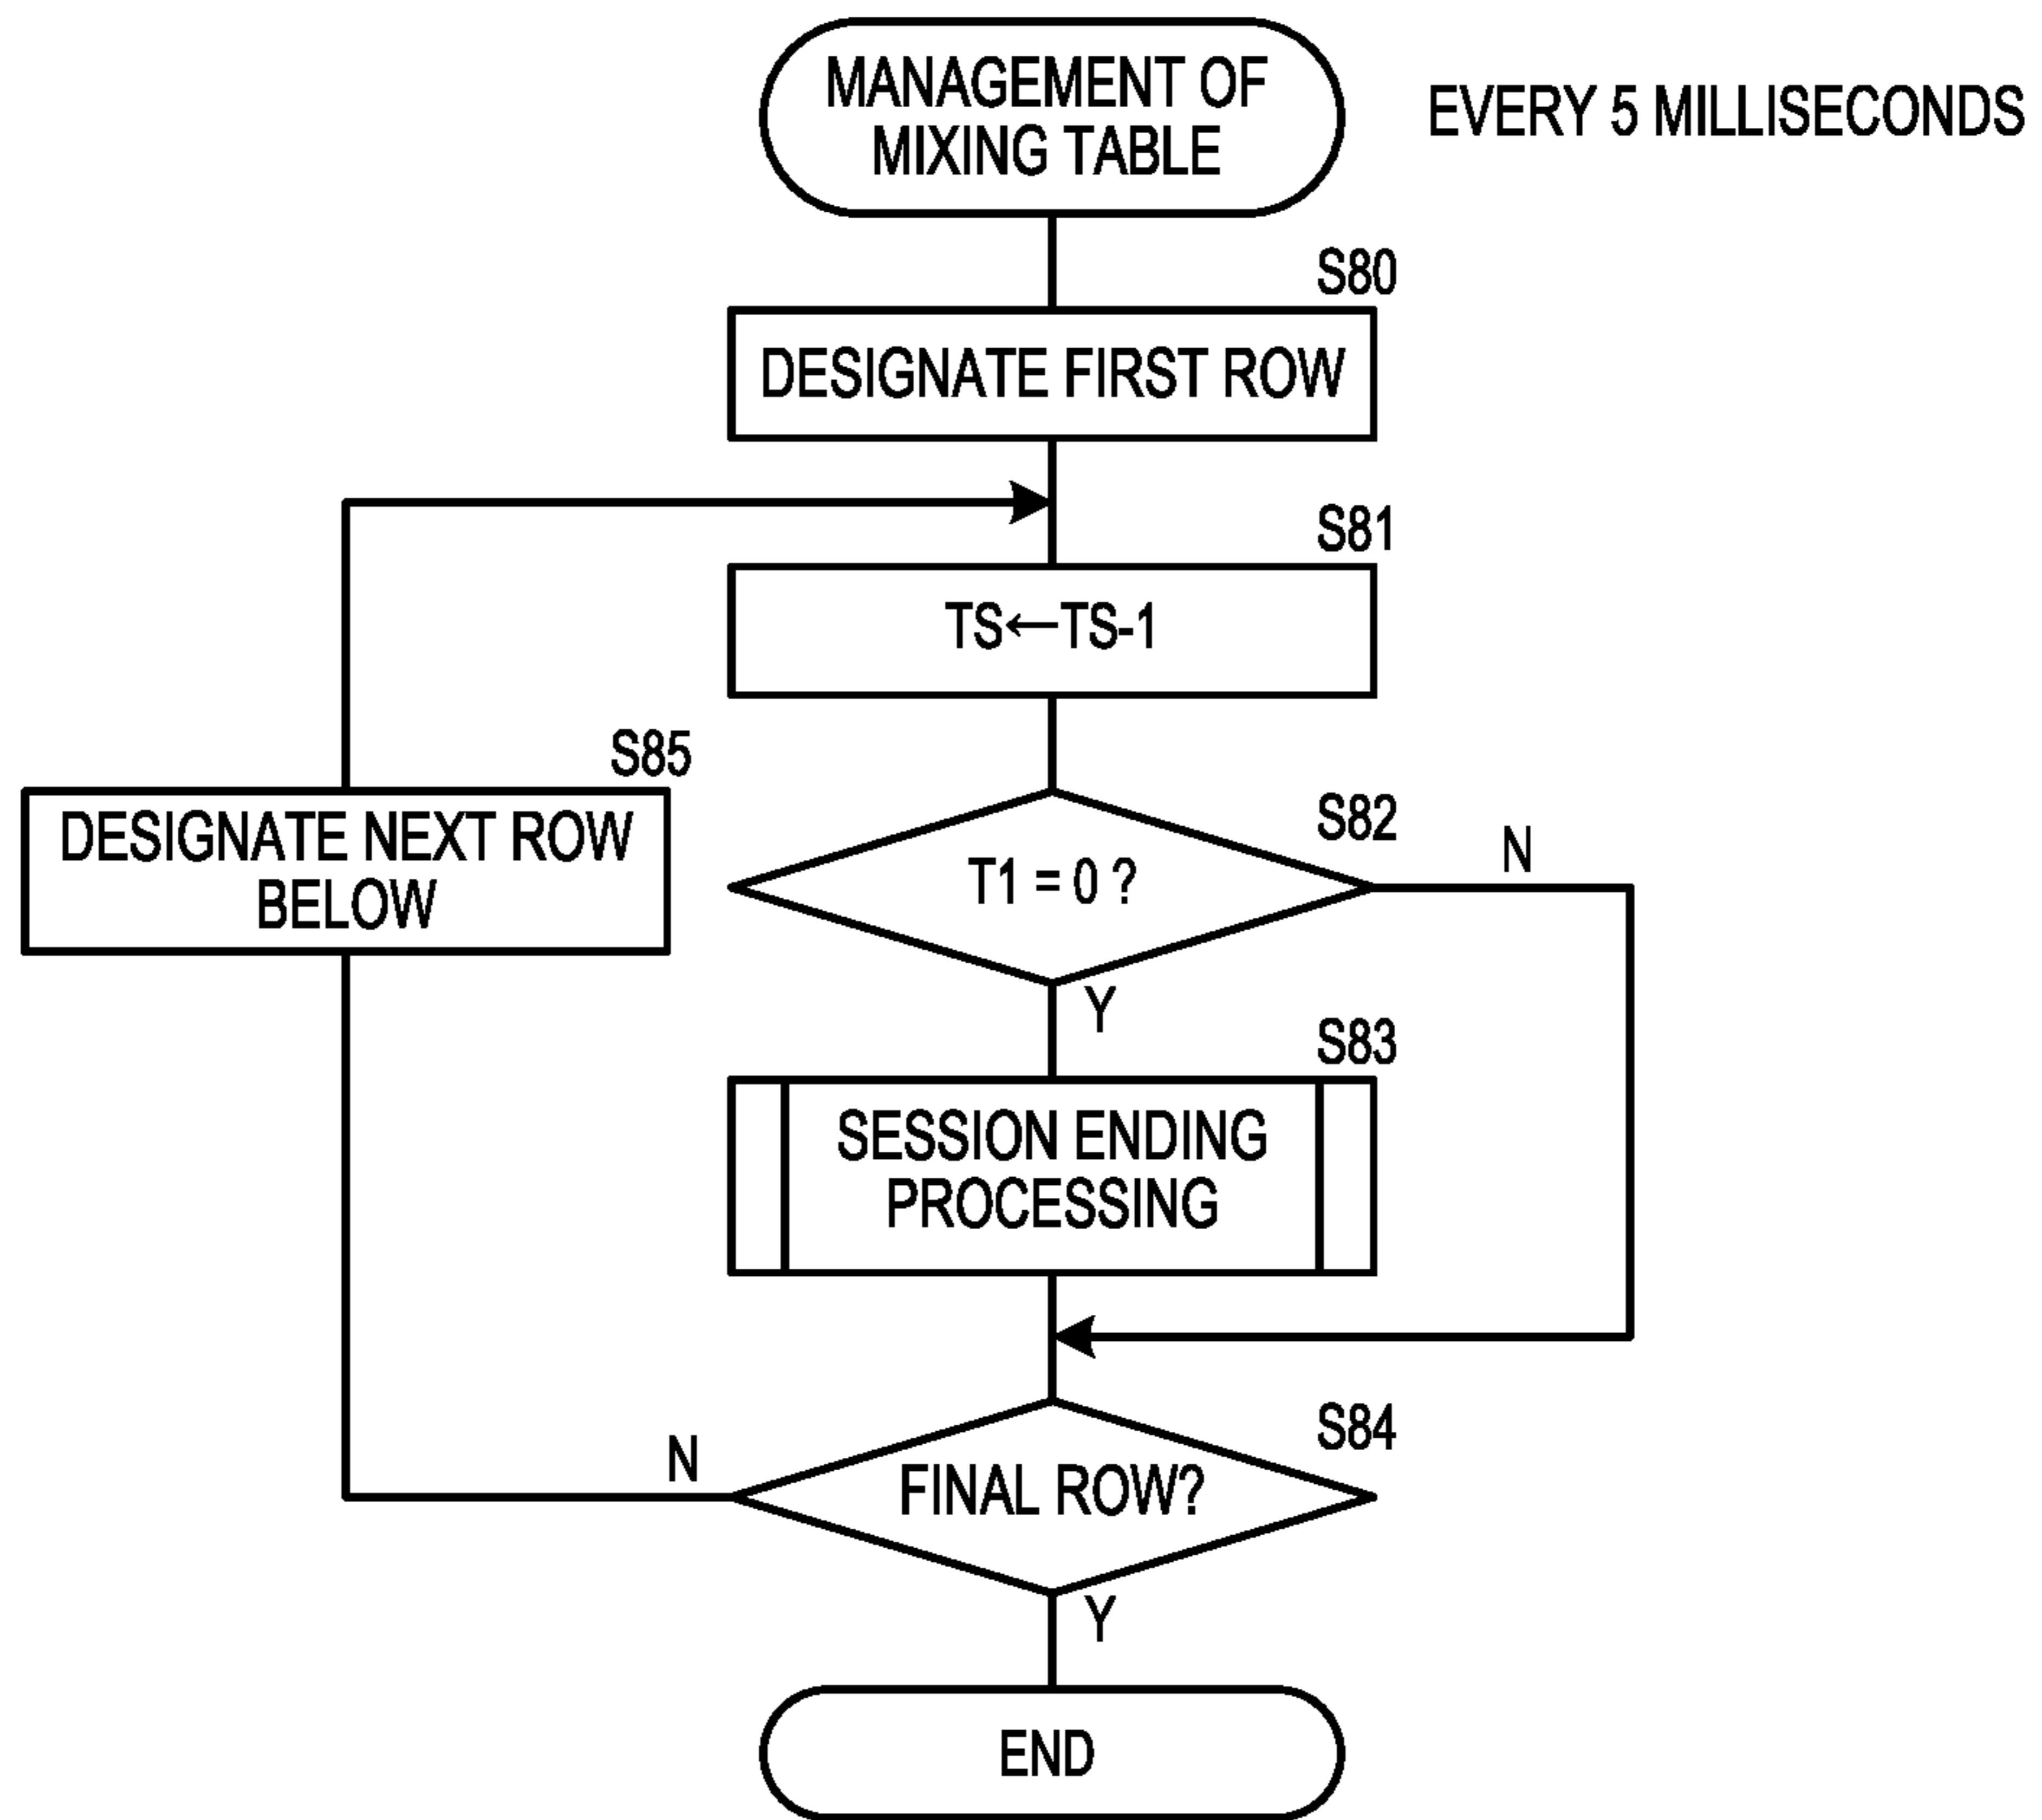 MANAGEMENT OF
MIXING TABLE
EVERY 5 MILLISECONDS
S80
DESIGNATE FIRST ROW
S81
TS←TS-1
S85
DESIGNATE NEXT ROW
BELOW
S82
T1 = 0 ?
N
Y
S83
SESSION ENDING
PROCESSING
S84
FINAL ROW?
N
Y
END